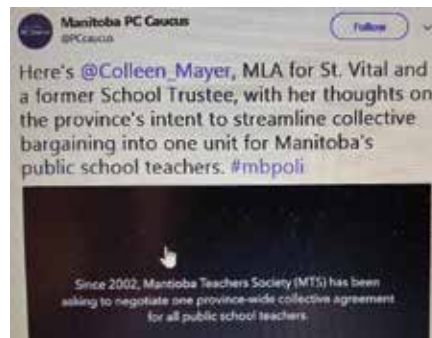 Manitoba PC Caucus
@PCcaucus
Follow
Here's @Colleen_Mayer, MLA for St. Vital and
a former School Trustee, with her thoughts on
the province's intent to streamline collective
bargaining into one unit for Manitoba's
public school teachers. #mbpoli
Since 2002, Mantioba Teachers Society (MTS) has been
asking to negotiate one province-wide collective agreement
for all public school teachers.